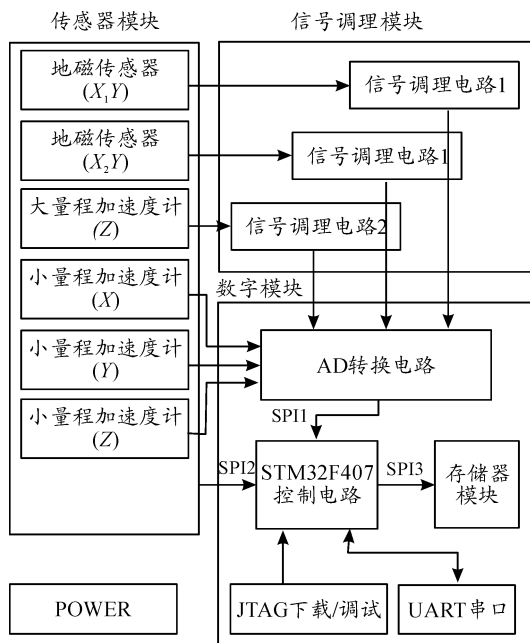 传感器模块
地磁传感器
(X₁Y)
地磁传感器
(X₂Y)
大量程加速度计
(Z)
小量程加速度计
(X)
小量程加速度计
(Y)
小量程加速度计
(Z)
POWER
信号调理模块
信号调理电路1
信号调理电路1
信号调理电路2
数字模块
AD转换电路
SPI1
SPI2
STM32F407
控制电路
SPI3
存储器
模块
JTAG下载/调试
UART串口